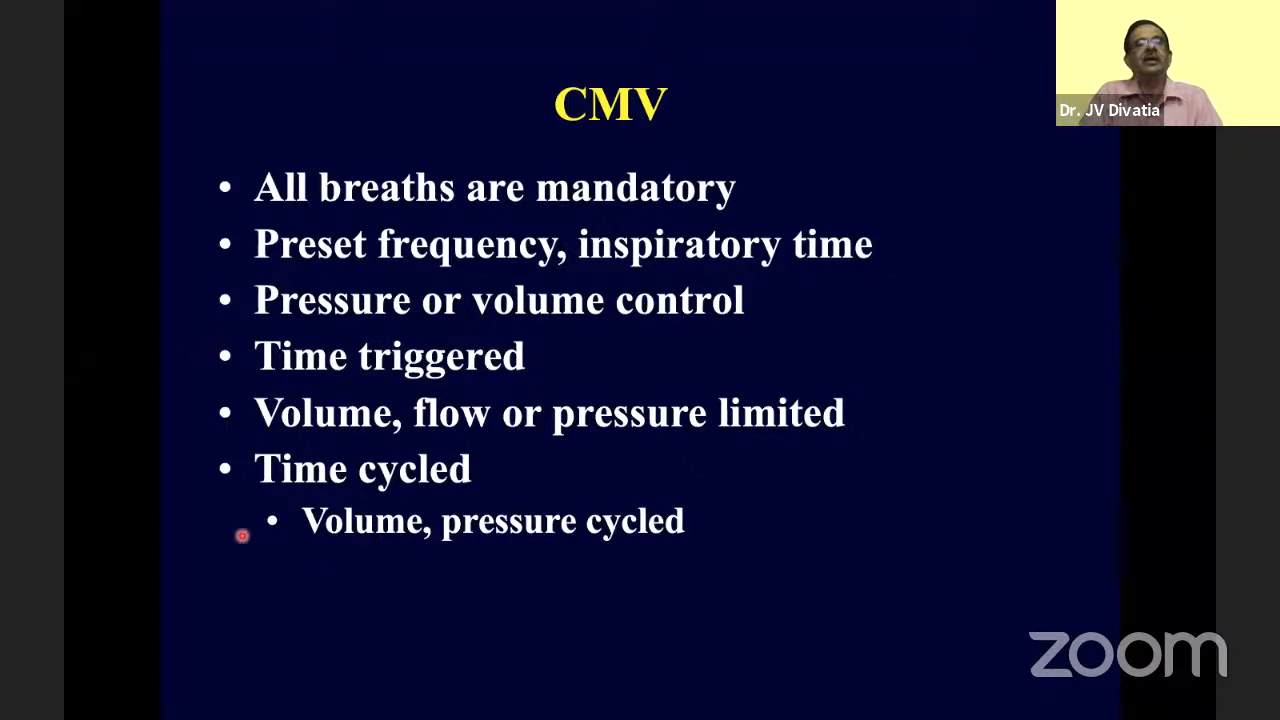 CMV
• All breaths are mandatory
• Preset frequency, inspiratory time
• Pressure or volume control
• Time triggered
• Volume, flow or pressure limited
• Time cycled
• Volume, pressure cycled
Dr. JV Divatia
zoom